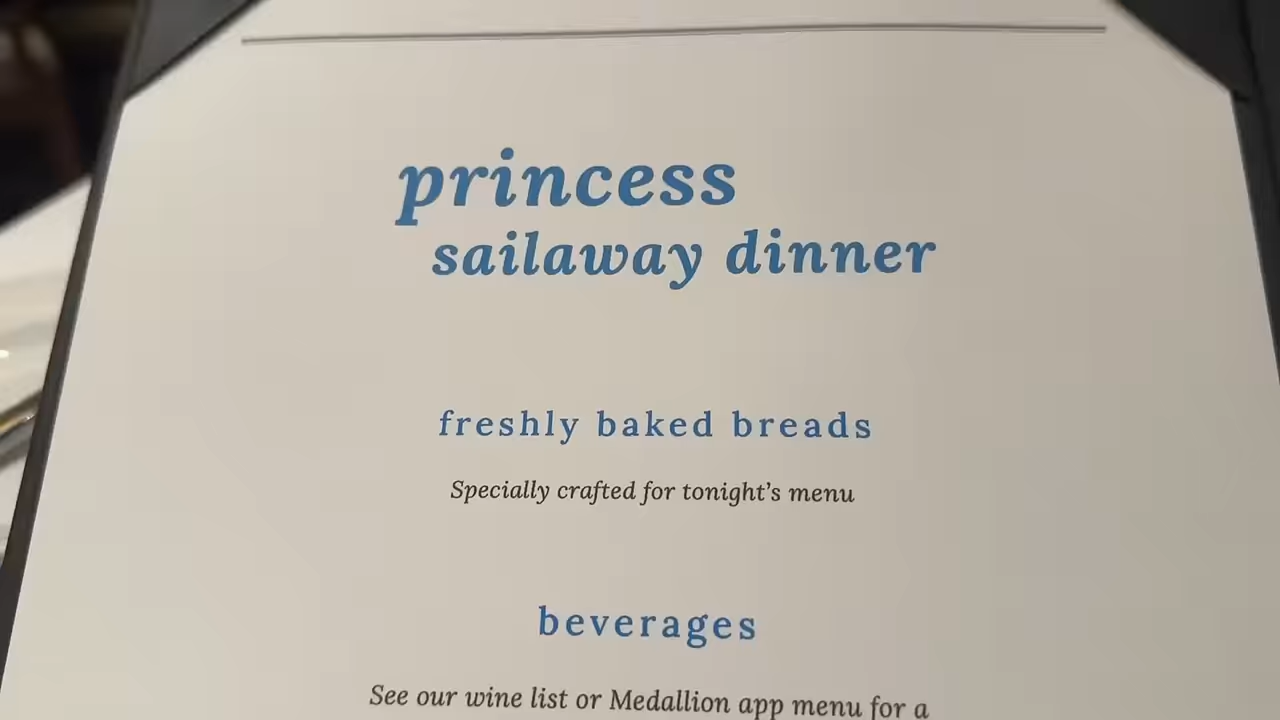 princess
sailaway dinner
freshly baked breads
Specially crafted for tonight's menu
beverages
See our wine list or Medallion app menu for a